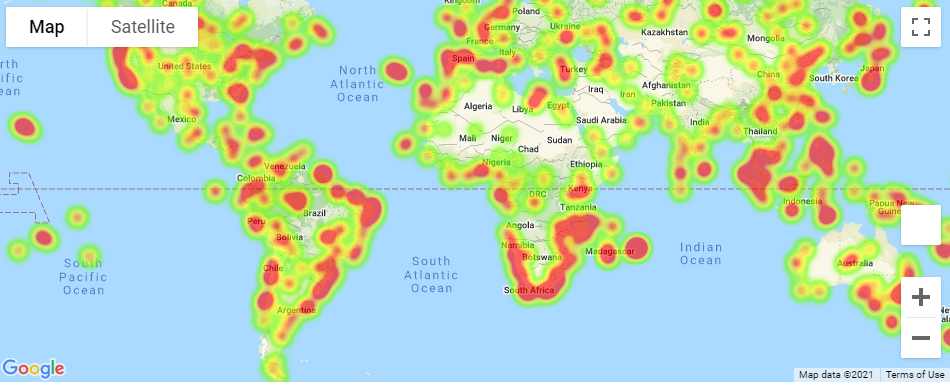 Canada
Map
Satellite
United States
Mexico
Venezuela
Colombia
Peru
Brazil
Bolivia
Chile
Argentina
North
Atlantic
Ocean
South
Pacific
Ocean
South
Atlantic
Ocean
Indian
Ocean
Kingdom
Poland
Germany
Ukraine
France
Italy
Spain
Turkey
Kazakhstan
Mongolia
China
South Korea
Japan
Iraq
Iran
Afghanistan
Pakistan
India
Thailand
Algeria
Libya
Egypt
Saudi Arabia
Mali
Niger
Chad
Sudan
Nigeria
Ethiopia
DRC
Kenya
Tanzania
Angola
Namibia
Botswana
Madagascar
South Africa
Indonesia
Papua New
Guinea
Australia
Google
Map data ©2021
Terms of Use